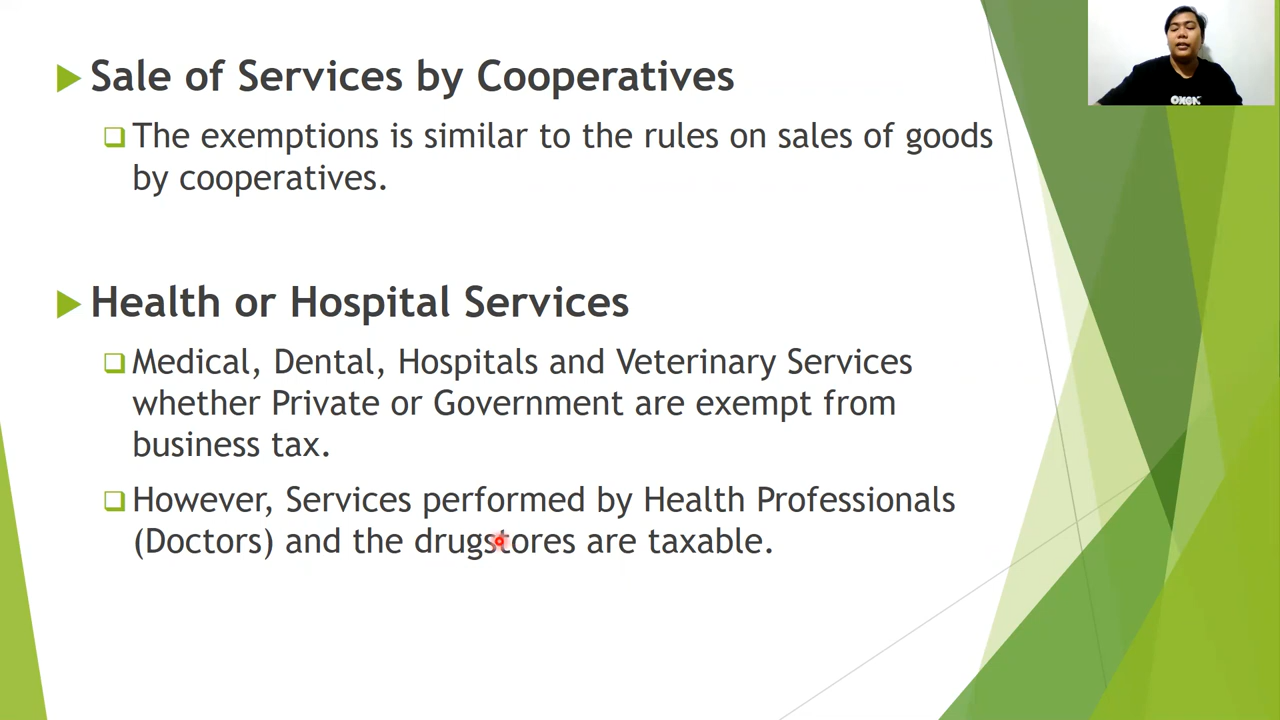 Sale of Services by Cooperatives
The exemptions is similar to the rules on sales of goods
by cooperatives.
Health or Hospital Services
Medical, Dental, Hospitals and Veterinary Services
whether Private or Government are exempt from
business tax.
However, Services performed by Health Professionals
(Doctors) and the drugstores are taxable.